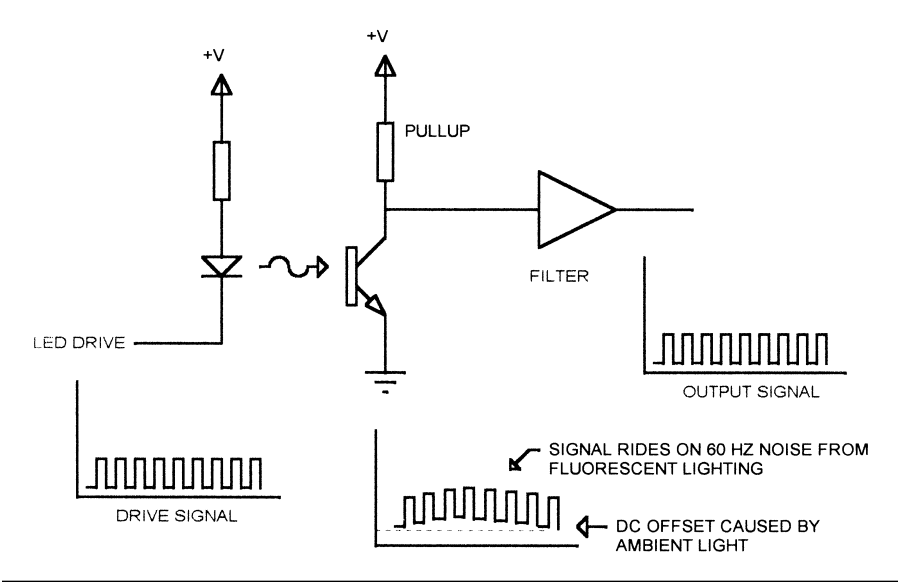 +V
+V
PULLUP
FILTER
LED DRIVE
OUTPUT SIGNAL
DRIVE SIGNAL
SIGNAL RIDES ON 60 HZ NOISE FROM
FLUORESCENT LIGHTING
DC OFFSET CAUSED BY
AMBIENT LIGHT